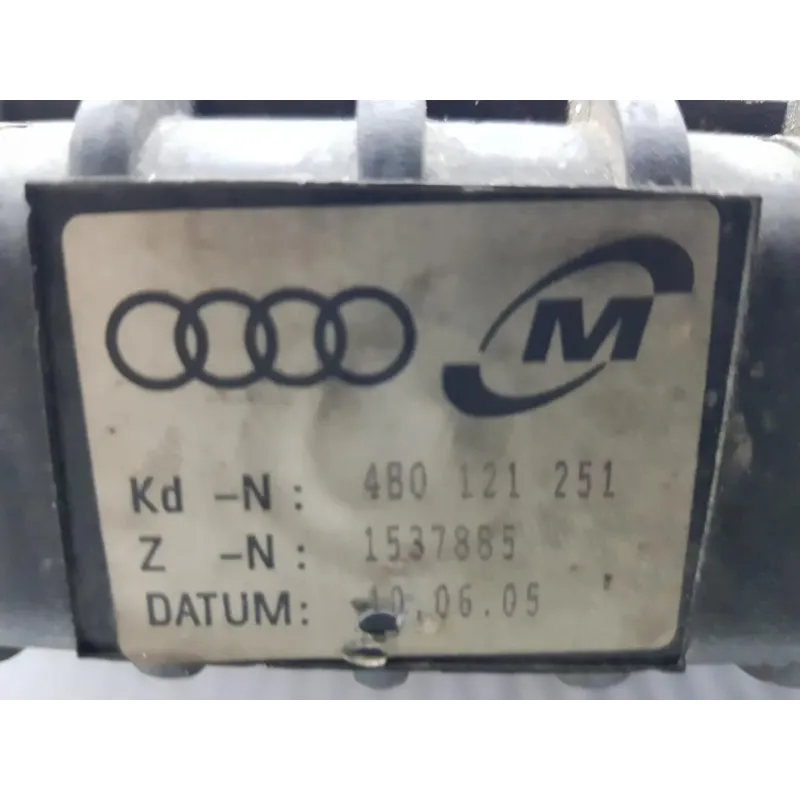 M
Kd -N: 4B0 121 251
Z -N: 1537885
DATUM: 10.06.05